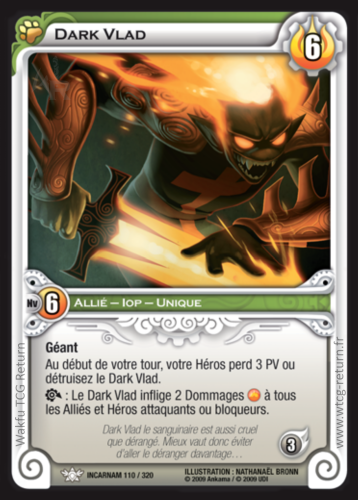 Dark Vlad
6
Nv 6 Allié – Iop – Unique
Géant
Au début de votre tour, votre Héros perd 3 PV ou
détruisez le Dark Vlad.
: Le Dark Vlad inflige 2 Dommages à tous
les Alliés et Héros attaquants ou bloqueurs.
Dark Vlad le sanguinaire est aussi cruel
que dérangé. Mieux vaut donc éviter
d'aller le déranger davantage…
3
INCARNAM 110 / 320
ILLUSTRATION : NATHANAËL BRONN
© 2009 Ankama / © 2009 UDI
Wakfu TCG Return
www.wtcg-return.fr